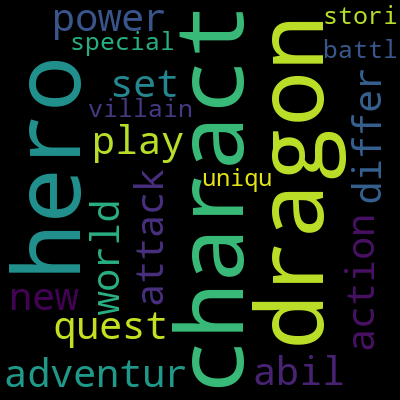 power
stori
special
battl
set
villain
play
hero
charact
dragon
differ
uniqu
attack
world
new
action
quest
adventur
abil